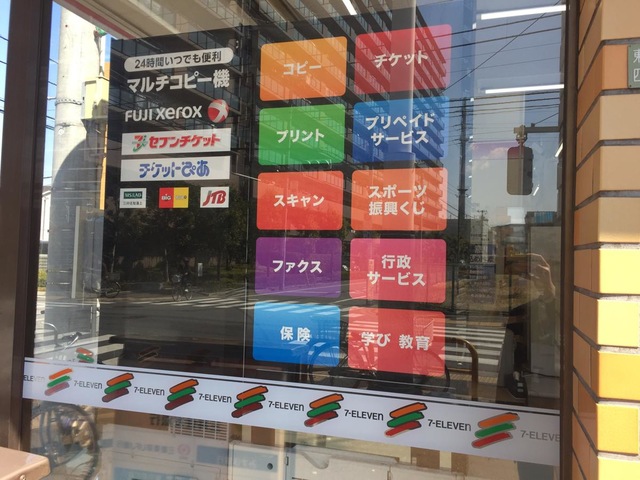 24時間いつでも便利
マルチコピー機
FUJI XEROX
セブンチケット
チケットぴあ
BIG
JTB
コピー
チケット
プリント
プリペイド
サービス
スキャン
スポーツ
振興くじ
ファクス
行政
サービス
保険
学び 教育
ELEVEN 7-ELEVEN 7-ELEVEN 7-ELEVEN 7-ELEVEN 7-ELEVEN 7-ELEVEN 7-ELEVE